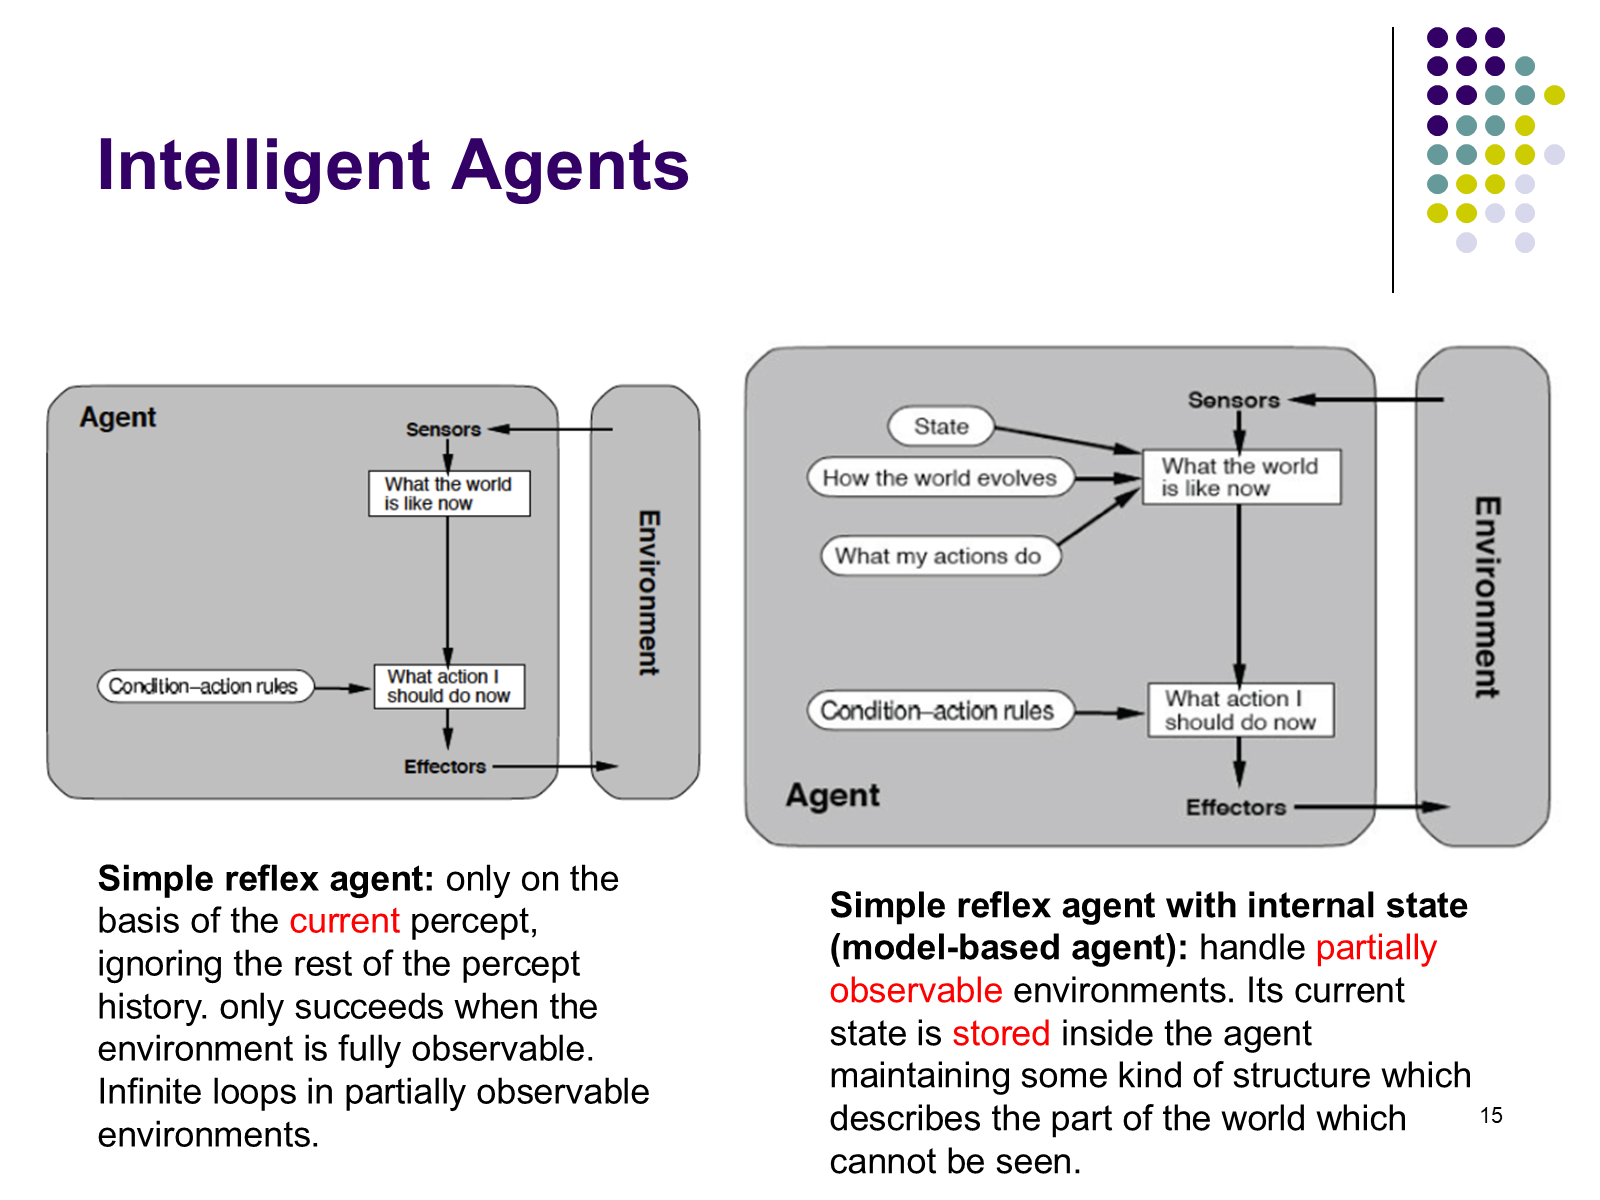 Intelligent Agents
Agent
Sensors
What the world
is like now
Environment
Condition–action rules
What action I
should do now
Effectors
Sensors
State
How the world evolves
What the world
is like now
What my actions do
Environment
Condition–action rules
What action I
should do now
Agent
Effectors
Simple reflex agent: only on the
basis of the current percept,
ignoring the rest of the percept
history. only succeeds when the
environment is fully observable.
Infinite loops in partially observable
environments.
Simple reflex agent with internal state
(model-based agent): handle partially
observable environments. Its current
state is stored inside the agent
maintaining some kind of structure which
describes the part of the world which
cannot be seen.
15